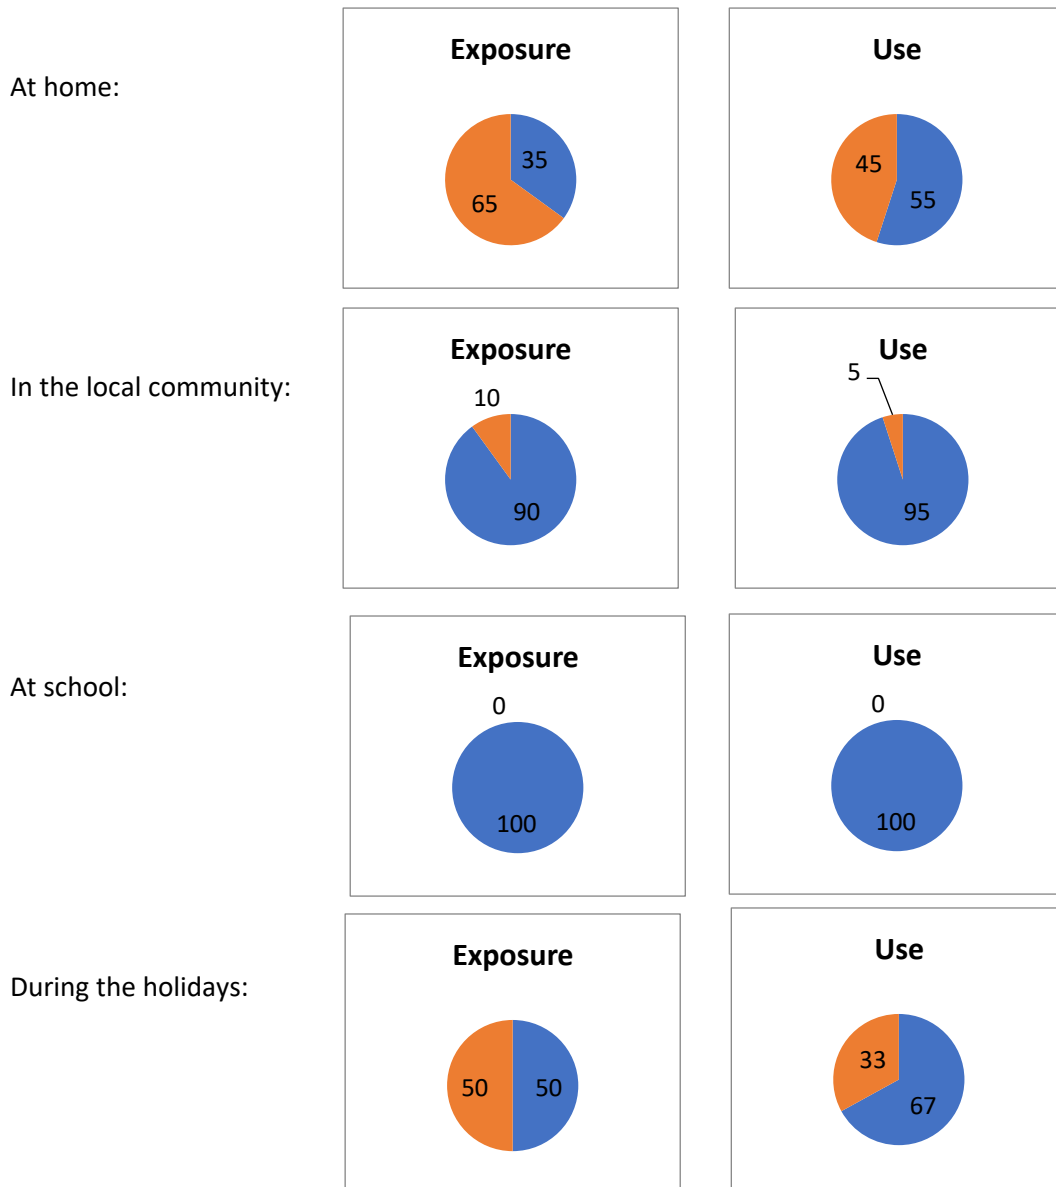 At home:
Exposure
35
65
Use
45
55
In the local community:
Exposure
10
90
Use
5
95
At school:
Exposure
0
100
Use
0
100
During the holidays:
Exposure
50
50
Use
33
67